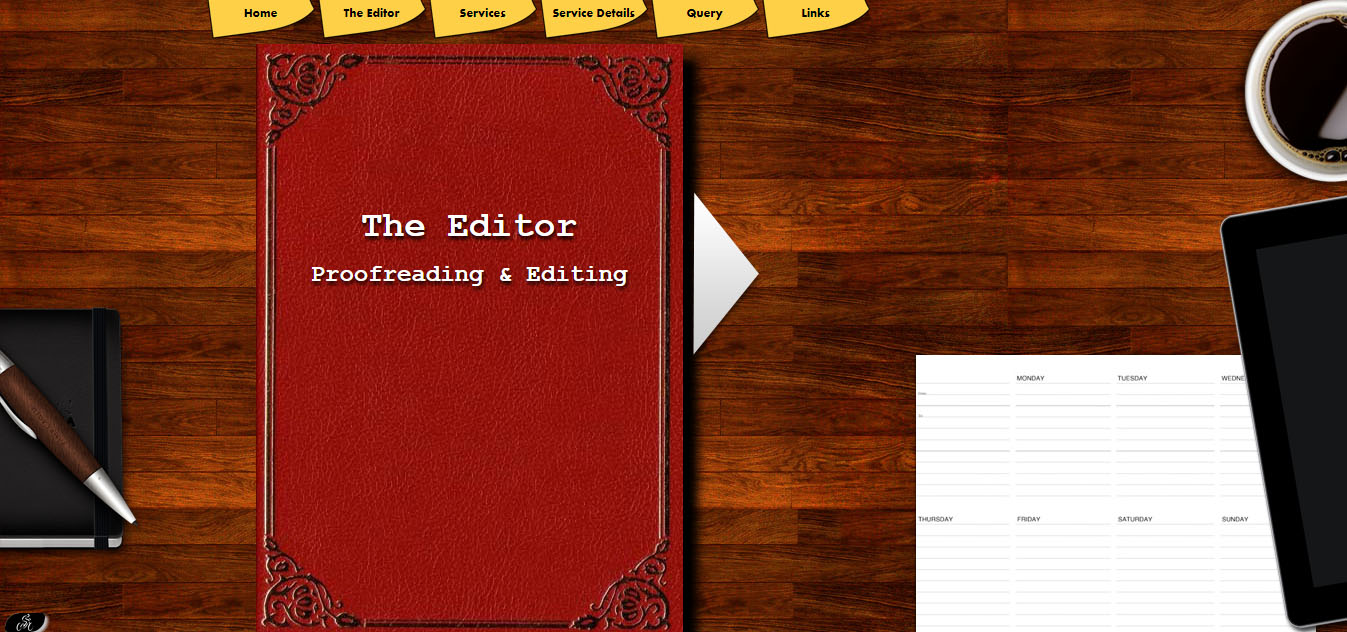 Home
The Editor
Services
Service Details
Query
Links
The Editor
Proofreading & Editing
MONDAY
TUESDAY
WEDNE
THURSDAY
FRIDAY
SATURDAY
SUNDAY